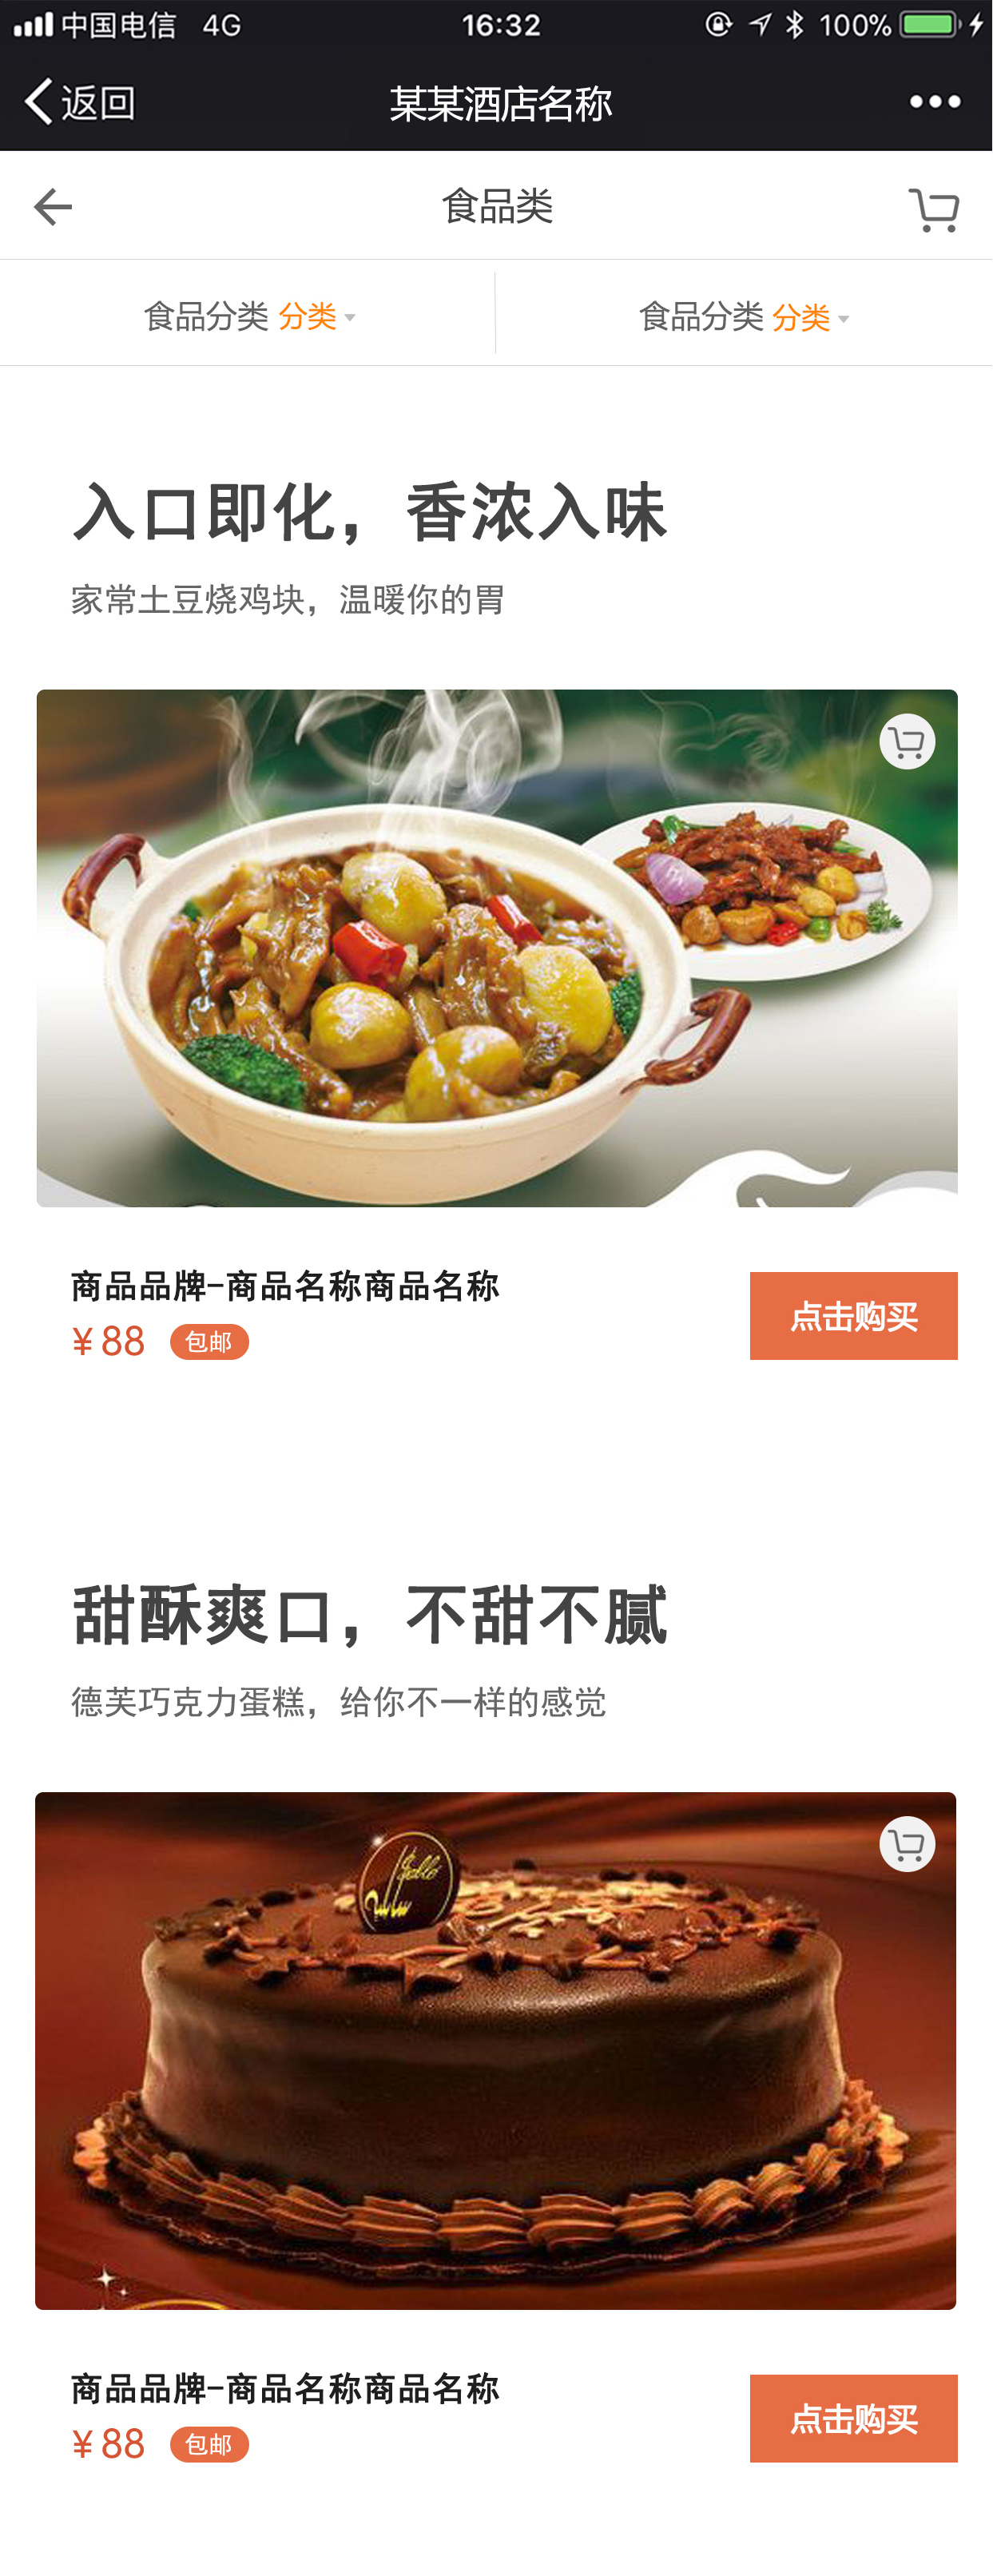 中国电信 4G 16:32 100%
返回 某某酒店名称
食品类
食品分类 分类 食品分类 分类
入口即化，香浓入味
家常土豆烧鸡块，温暖你的胃
商品品牌-商品名称商品名称
¥88 包邮
点击购买
甜酥爽口，不甜不腻
德芙巧克力蛋糕，给你不一样的感觉
商品品牌-商品名称商品名称
¥88 包邮
点击购买